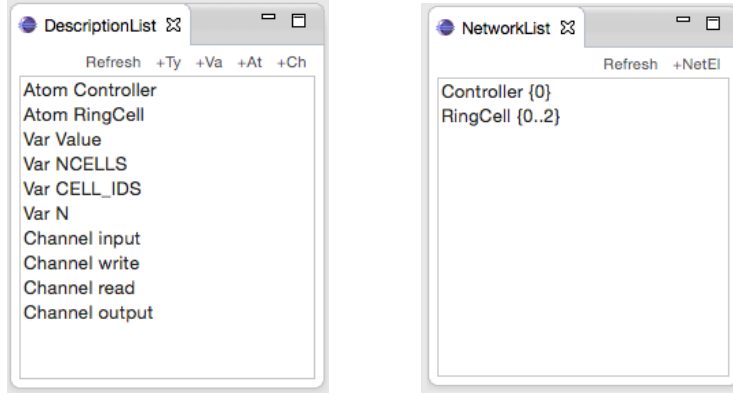 DescriptionList
Refresh +Ty +Va +At +Ch
Atom Controller
Atom RingCell
Var Value
Var NCELLS
Var CELL_IDS
Var N
Channel input
Channel write
Channel read
Channel output
NetworkList
Refresh +NetEl
Controller {0}
RingCell {0..2}